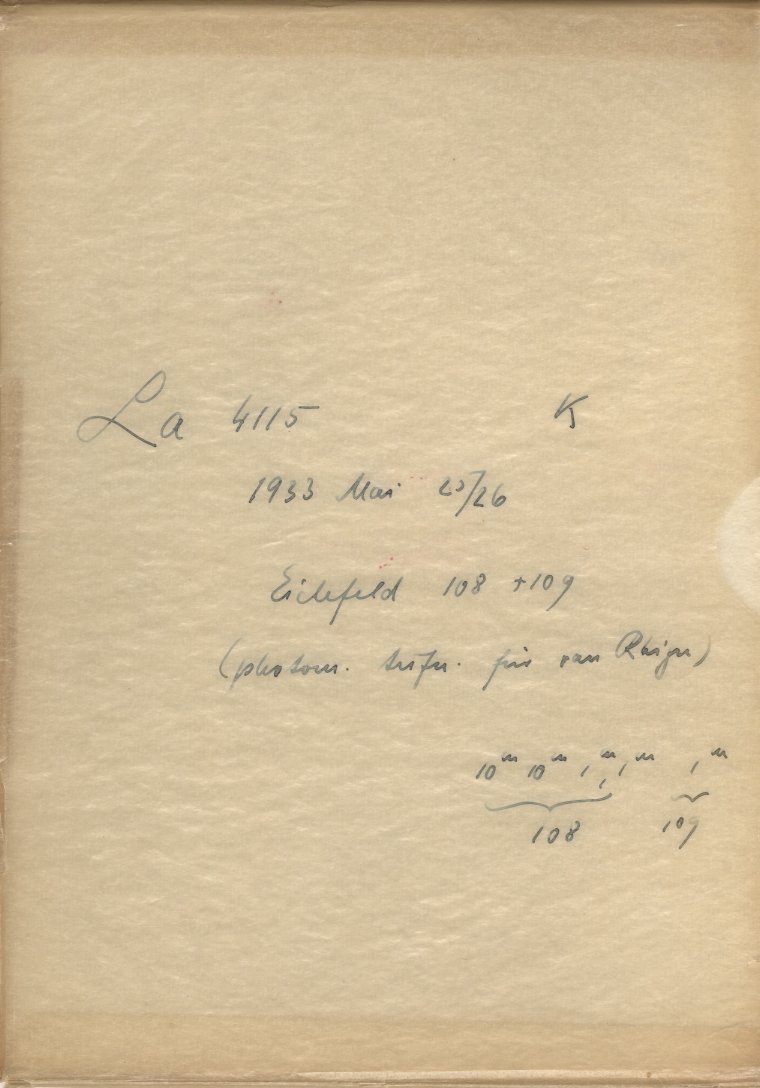 La 4115 K
1933 Mai 25/26
Eichfeld 108 + 109
(photom. Aufn. für van Rhijn)
10ᵐ 10ᵐ 1ᵐ, 1ᵐ 1ᵐ
108 109